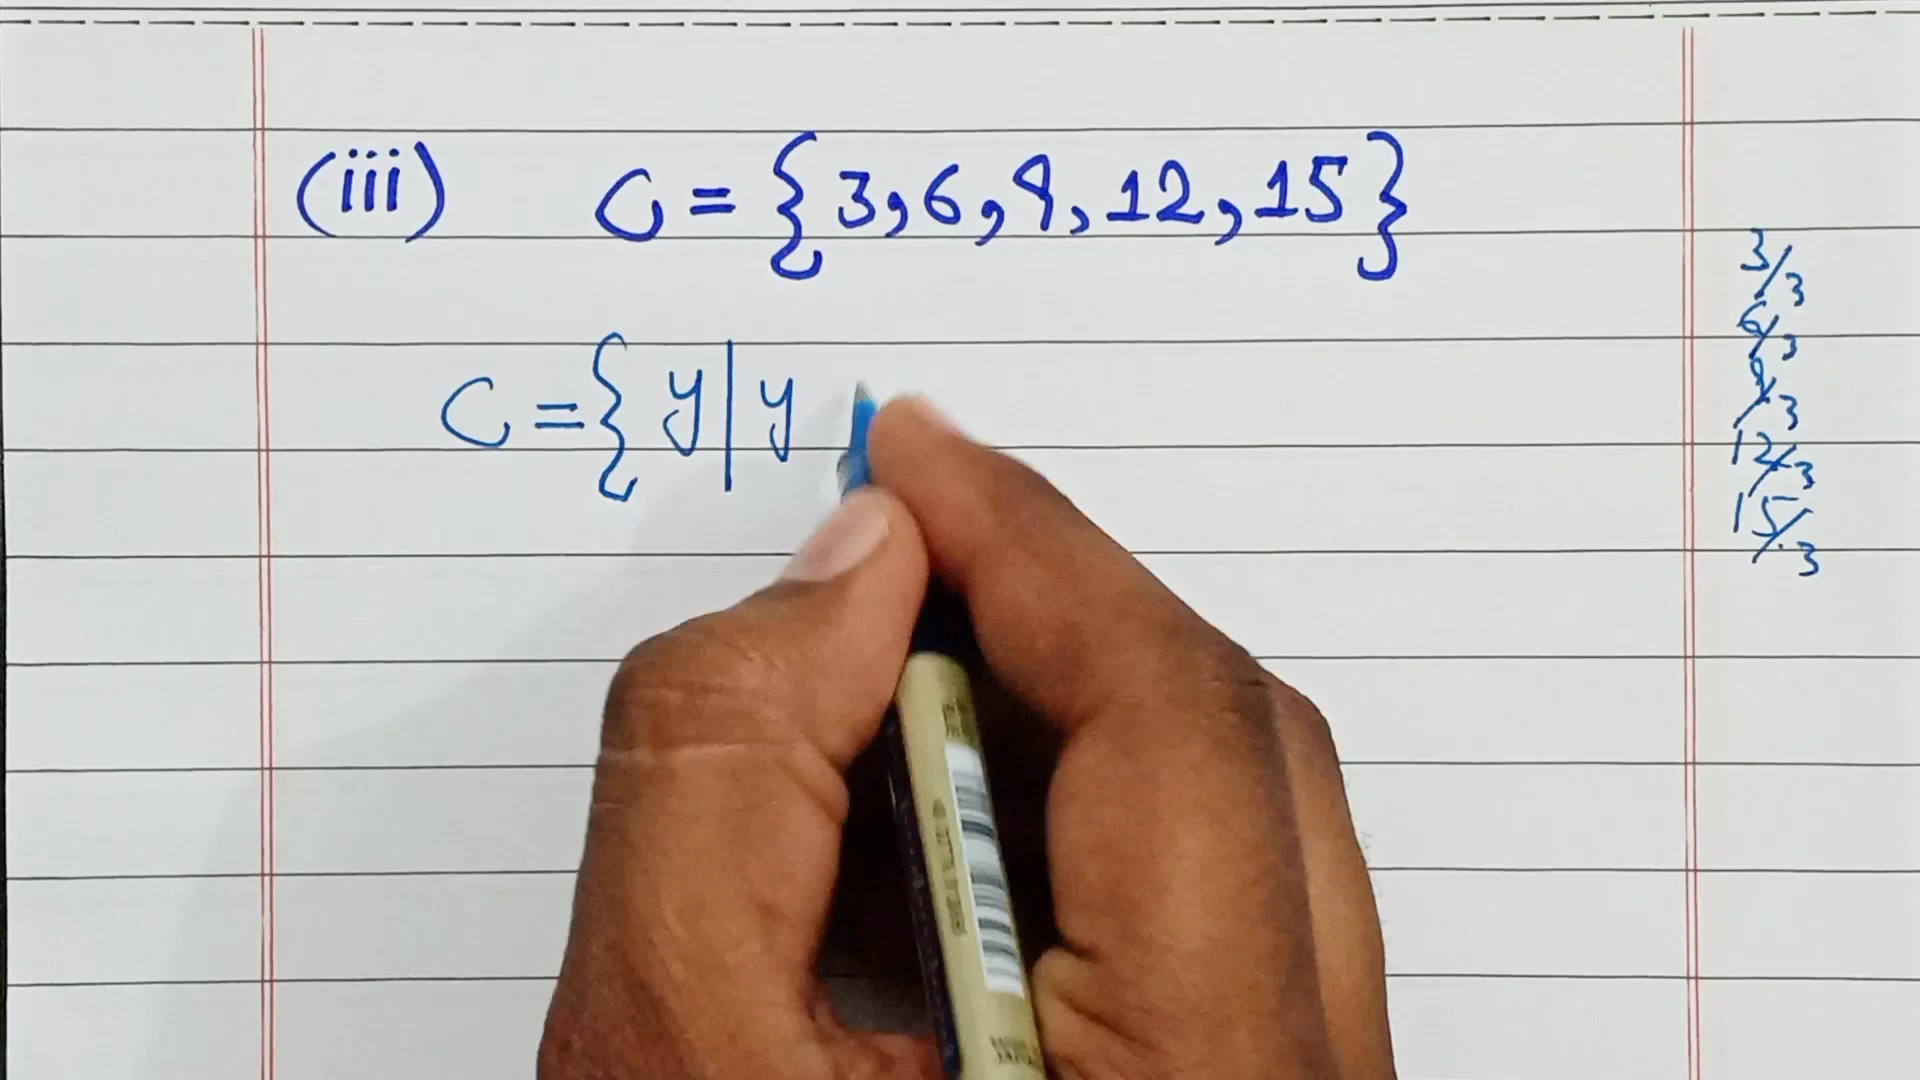 (iii) C = {3, 6, 9, 12, 15}
C = { y | y
3/3
6/3
9/3
12/3
15/3